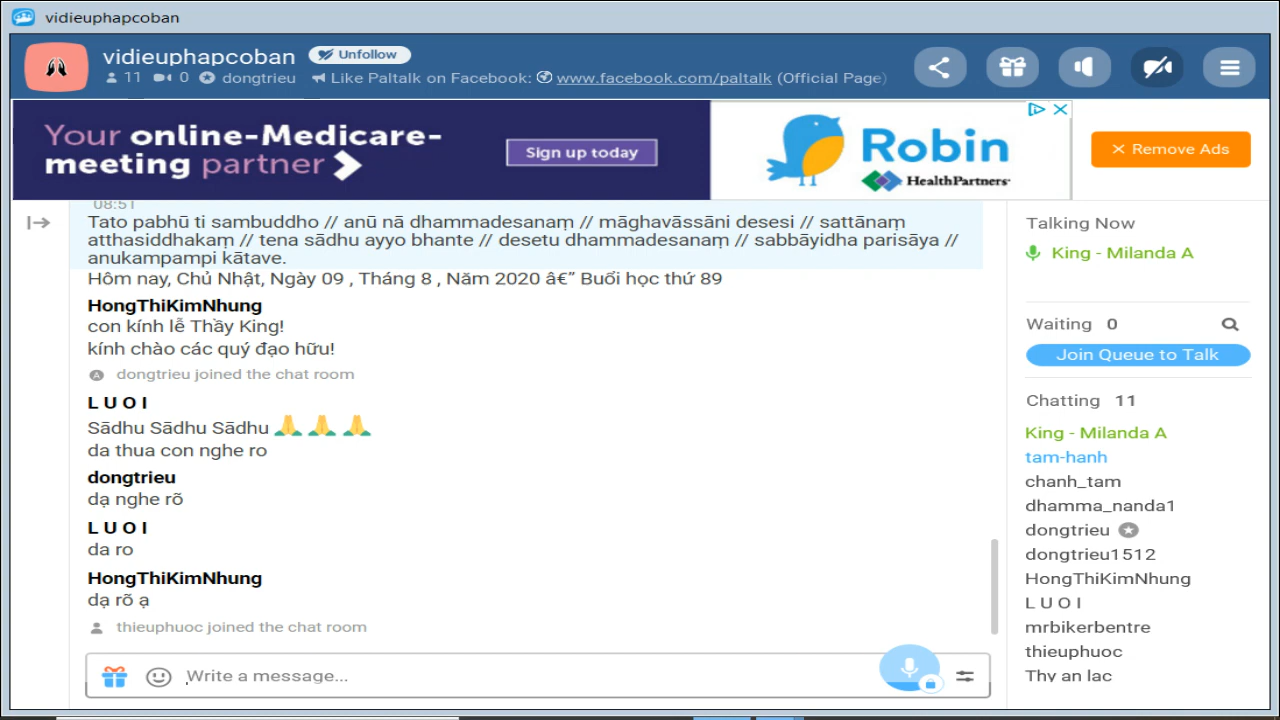 vidieuphapcoban
vidieuphapcoban Unfollow
11 0 dongtrieu Like Paltalk on Facebook: www.facebook.com/paltalk (Official Page)
Your online-Medicare-
meeting partner
Sign up today
Robin
HealthPartners
× Remove Ads
08:51
Tato pabhū ti sambuddho // anū nā dhammadesanaṃ // māghavāssāni desesi // sattānaṃ
atthasiddhakaṃ // tena sādhu ayyo bhante // desetu dhammadesanaṃ // sabbāyidha parisāya //
anukampampi kātave.
Hôm nay, Chủ Nhật, Ngày 09 , Tháng 8 , Năm 2020 â€” Buổi học thứ 89
HongThiKimNhung
con kính lễ Thầy King!
kính chào các quý đạo hữu!
A dongtrieu joined the chat room
L U O I
Sādhu Sādhu Sādhu 🙏 🙏 🙏
da thua con nghe ro
dongtrieu
dạ nghe rõ
L U O I
da ro
HongThiKimNhung
dạ rõ ạ
thieuphuoc joined the chat room
Write a message...
Talking Now
King - Milanda A
Waiting 0
Join Queue to Talk
Chatting 11
King - Milanda A
tam-hanh
chanh_tam
dhamma_nanda1
dongtrieu
dongtrieu1512
HongThiKimNhung
L U O I
mrbikerbentre
thieuphuoc
Thy an lac